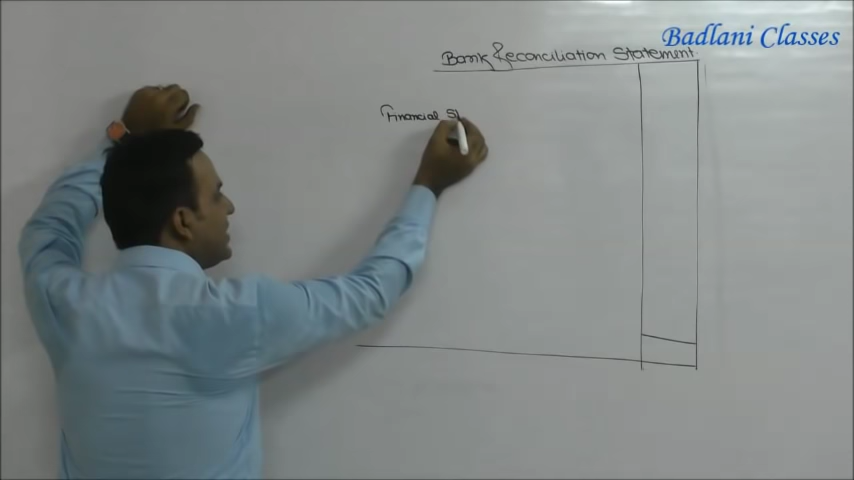 Badlani Classes
Bank Reconciliation Statement
Financial St